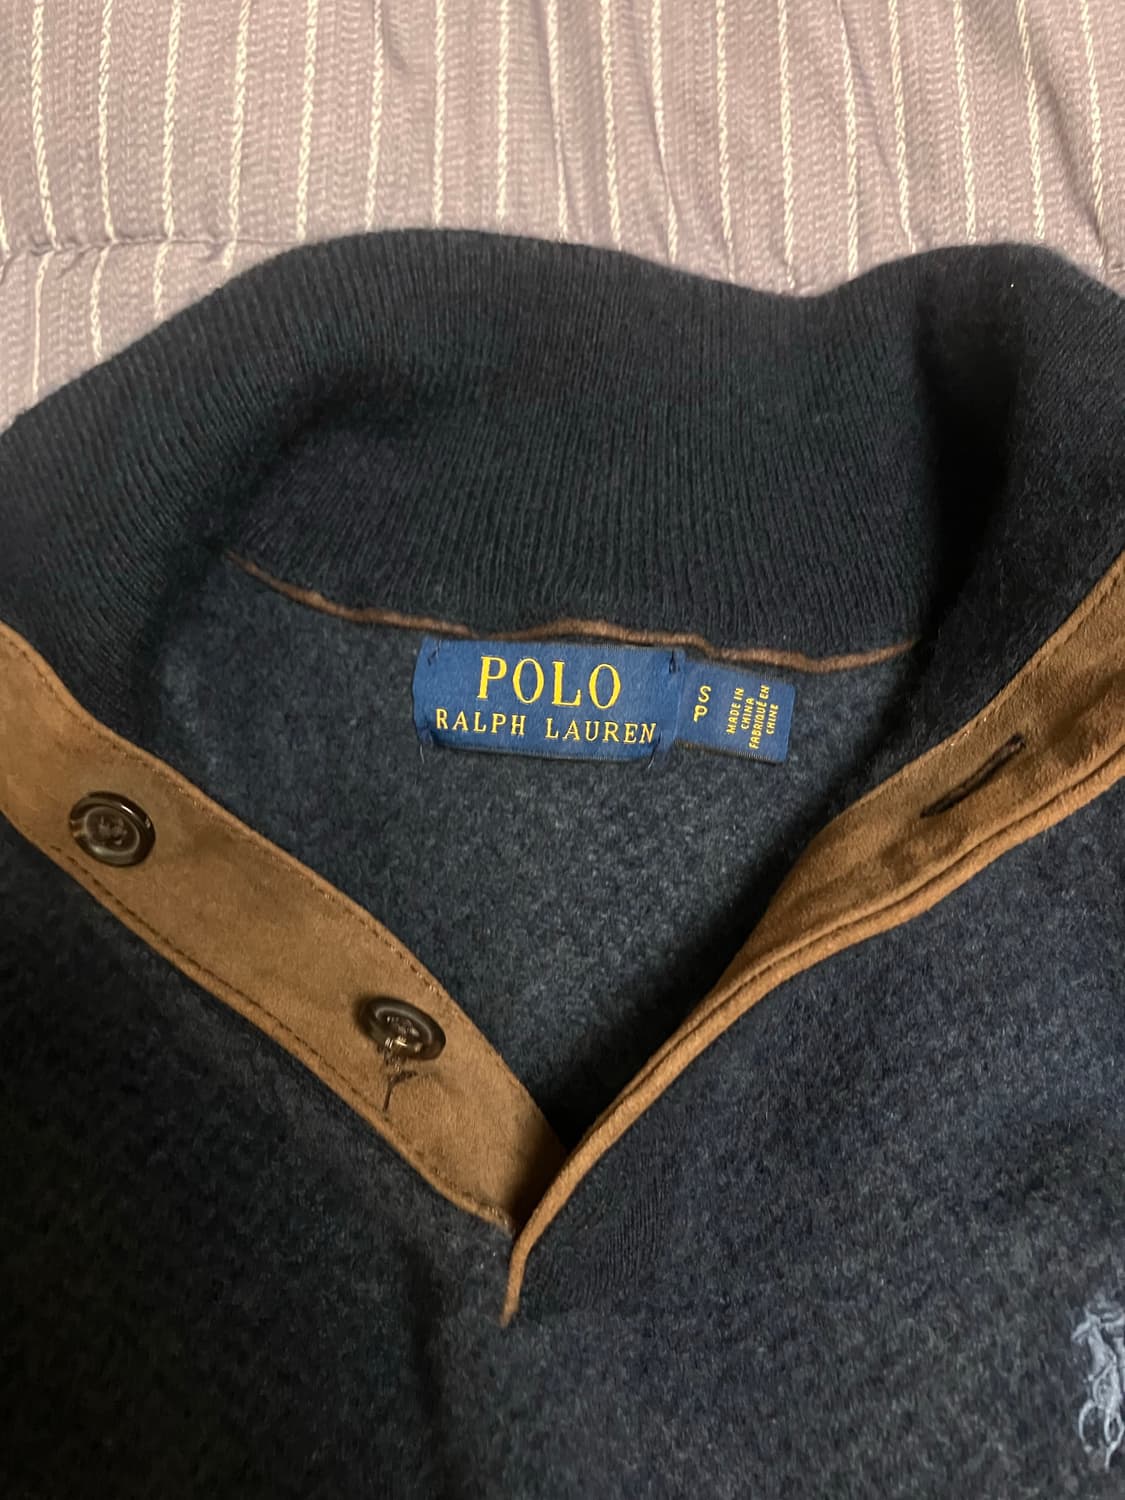 POLO
RALPH LAUREN
S
P
MADE IN
CHINA
FABRIQUÉ EN
CHINE